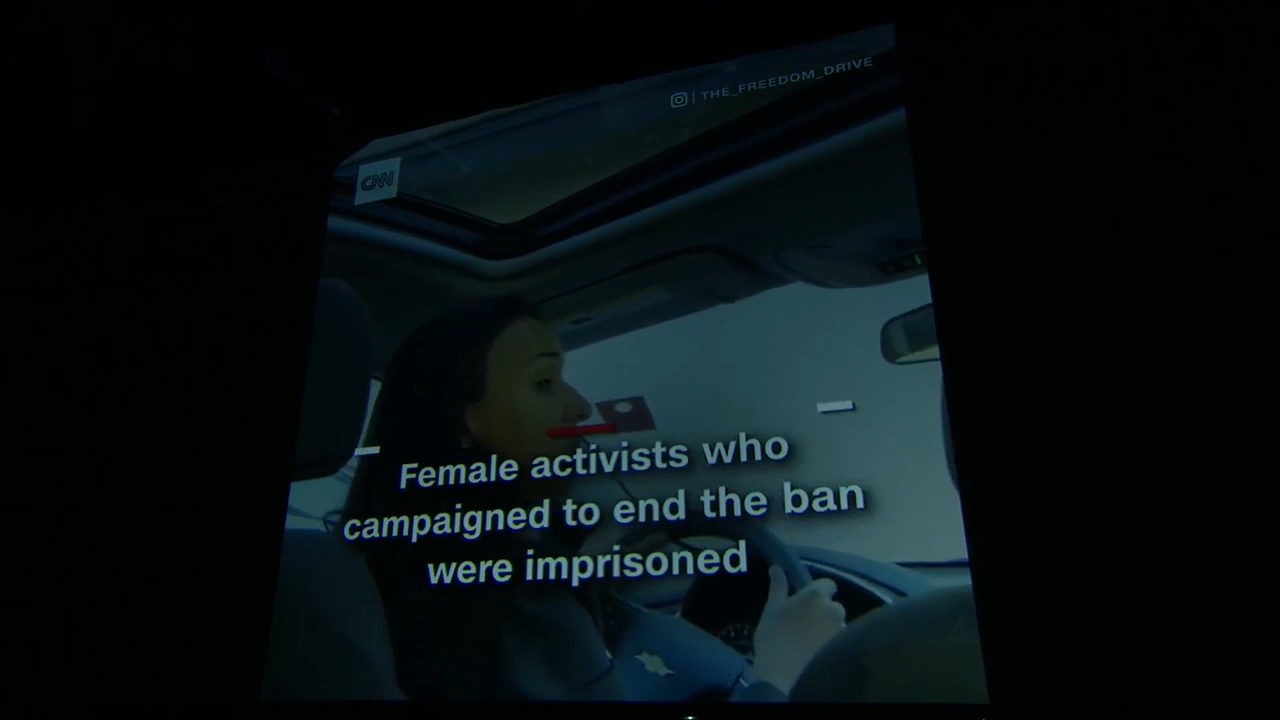 | THE_FREEDOM_DRIVE
CNN
Female activists who
campaigned to end the ban
were imprisoned